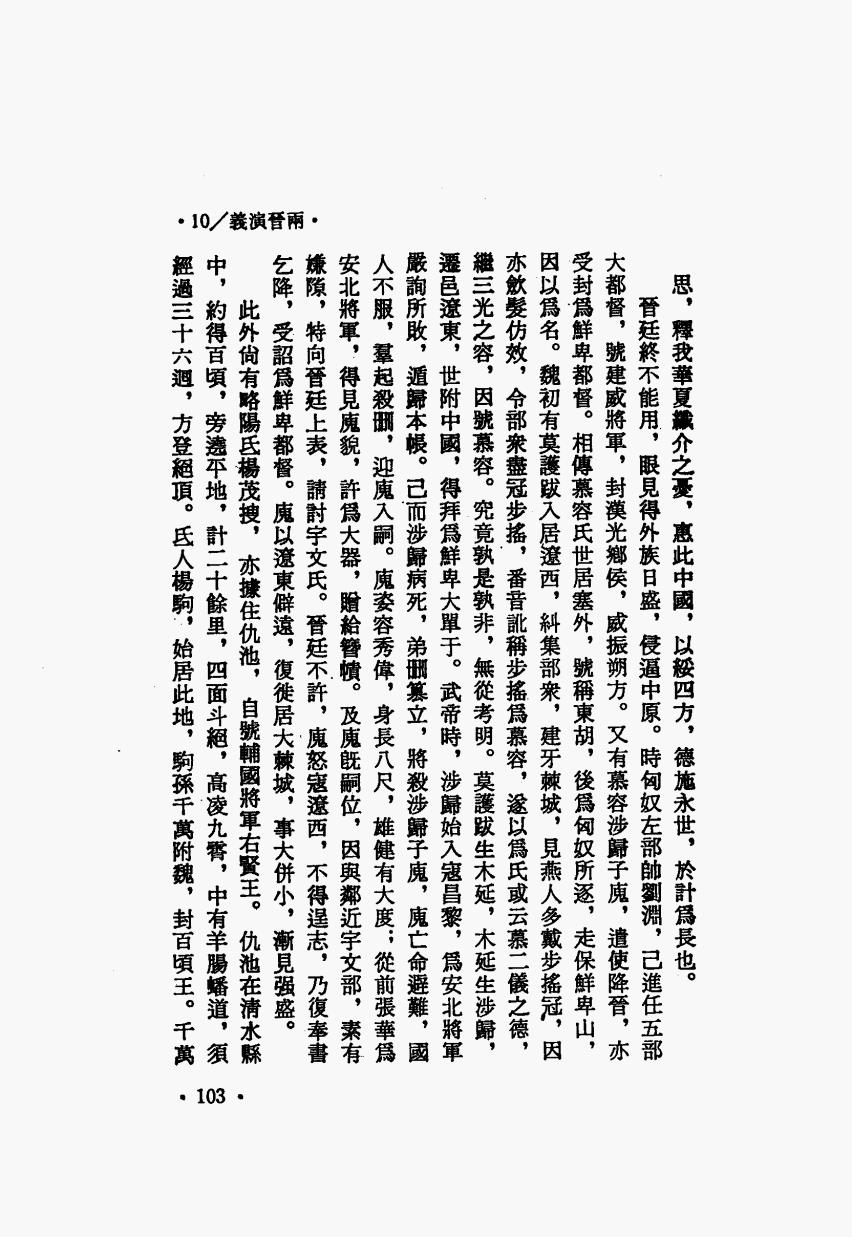 •10／義演晉兩•
思，釋我華夏纖介之憂，惠此中國，以綏四方，德施永世，於計爲長也。
晉廷終不能用，眼見得外族日盛，侵逼中原。時匈奴左部帥劉淵，己進任五部
大都督，號建威將軍，封漢光鄉侯，威振朔方。又有慕容涉歸子廆，遣使降晉，亦
受封爲鮮卑都督。相傳慕容氏世居塞外，號稱東胡，後爲匈奴所逐，走保鮮卑山，
因以爲名。魏初有莫護跋入居遼西，糾集部衆，建牙棘城，見燕人多戴步搖冠，因
亦斂髮仿效，令部衆盡冠步搖，番音訛稱步搖爲慕容，遂以爲氏或云慕二儀之德，
繼三光之容，因號慕容。究竟孰是孰非，無從考明。莫護跋生木延，木延生涉歸，
遷邑遼東，世附中國，得拜爲鮮卑大單于。武帝時，涉歸始入寇昌黎，爲安北將軍
嚴詢所敗，遁歸本帳。己而涉歸病死，弟刪篡立，將殺涉歸子廆，廆亡命避難，國
人不服，羣起殺刪，迎廆入嗣。廆姿容秀偉，身長八尺，雄健有大度；從前張華爲
安北將軍，得見廆貌，許爲大器，贈給簪幘。及廆旣嗣位，因與鄰近宇文部，素有
嫌隙，特向晉廷上表，請討宇文氏。晉廷不許，廆怒寇遼西，不得逞志，乃復奉書
乞降，受詔爲鮮卑都督。廆以遼東僻遠，復徙居大棘城，事大併小，漸見强盛。
此外尙有略陽氐楊茂搜，亦據住仇池，自號輔國將軍右賢王。仇池在淸水縣
中，約得百頃，旁邊平地，計二十餘里，四面斗絕，高凌九霄，中有羊腸蟠道，須
經過三十六迴，方登絕頂。氐人楊駒，始居此地，駒孫千萬附魏，封百頃王。千萬
•103•